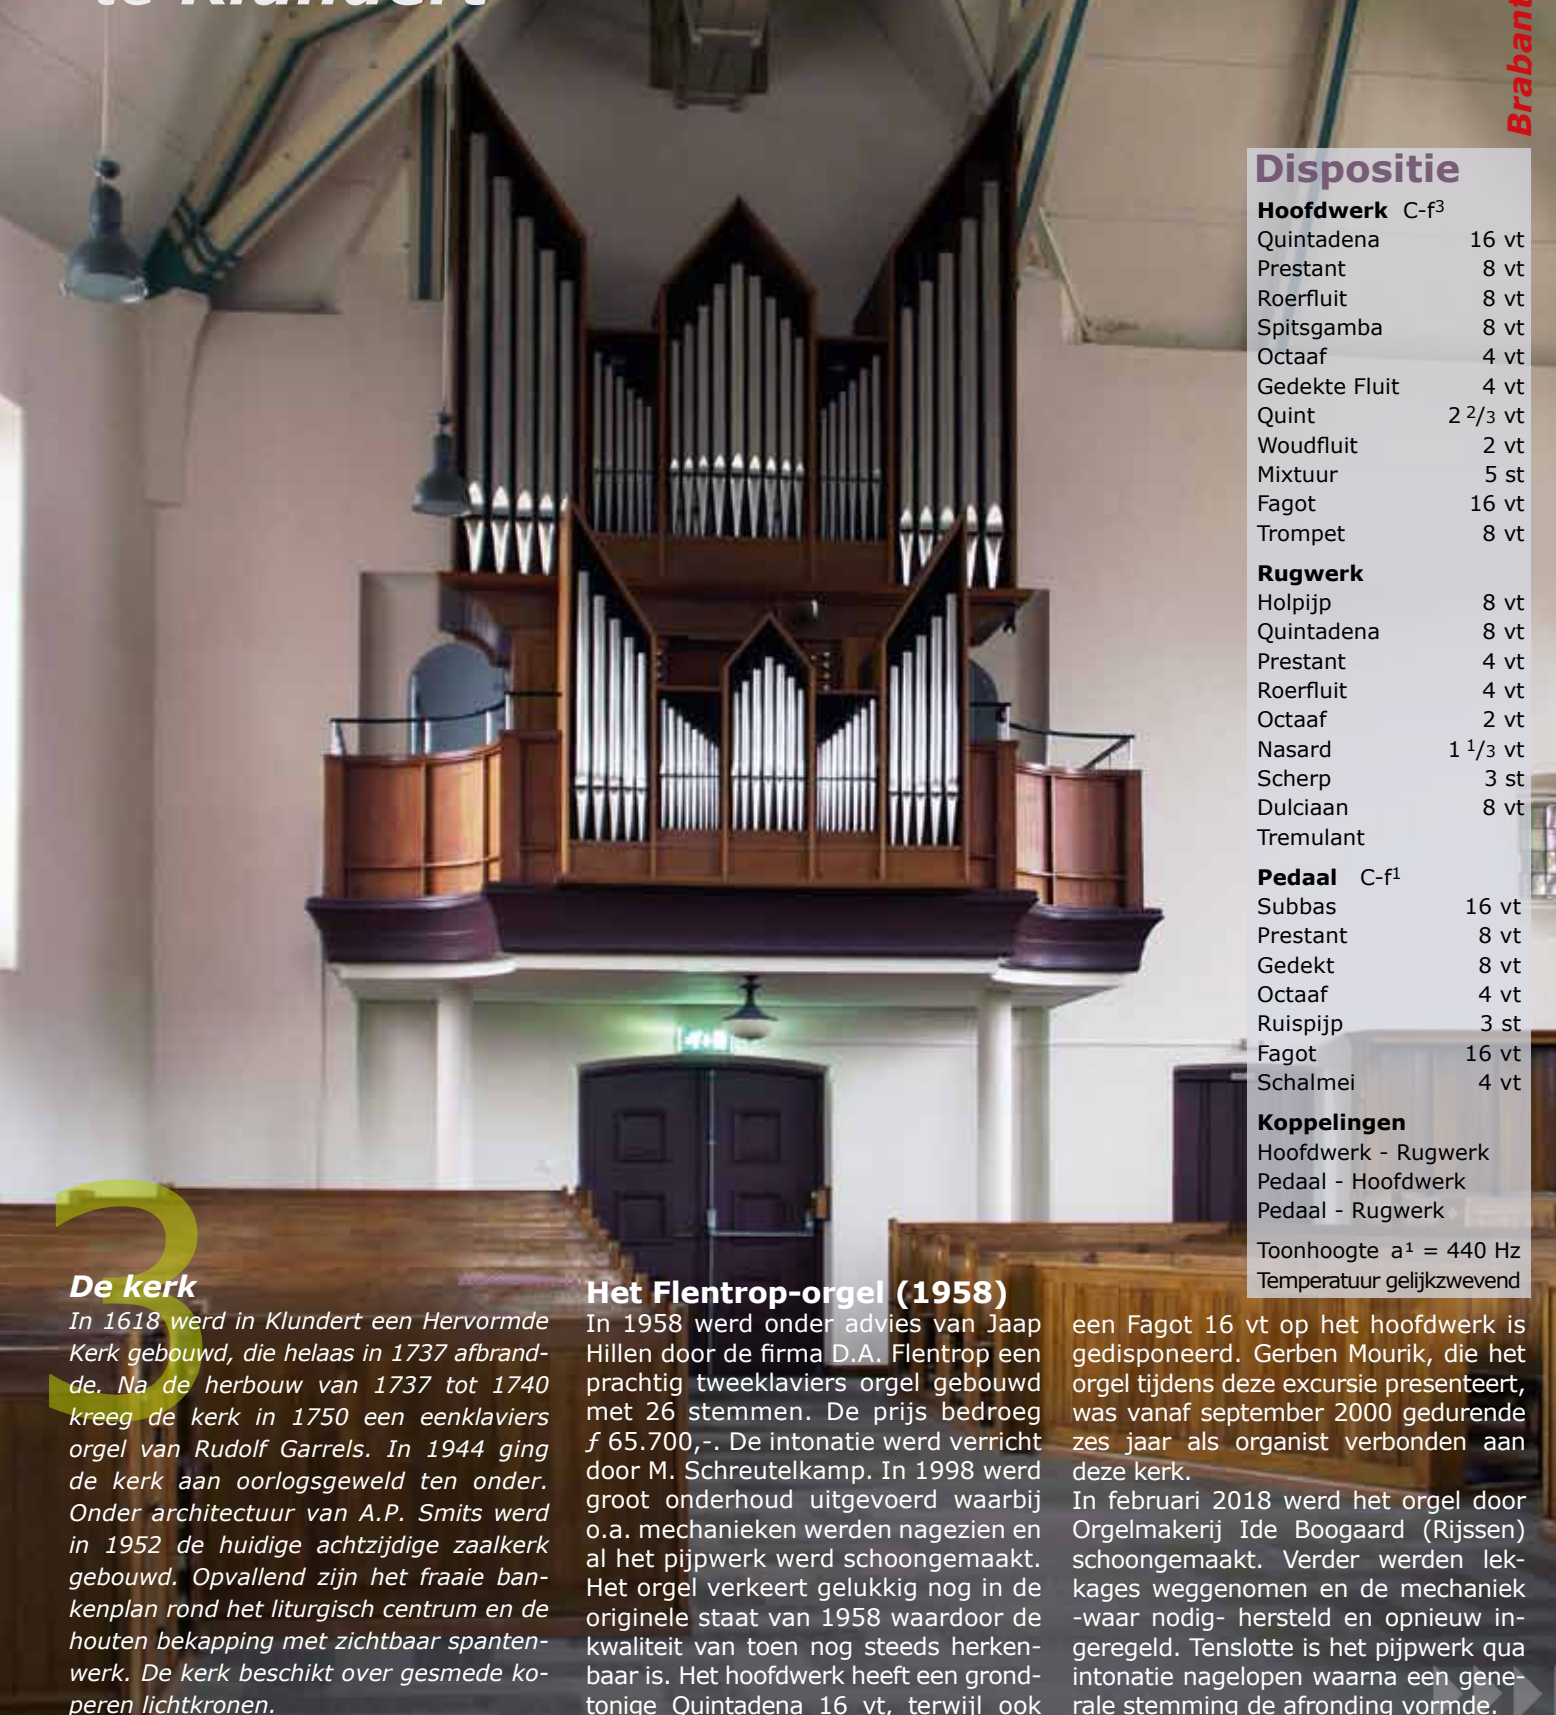 te Klundert
Brabant
Dispositie
Hoofdwerk C-f³
Quintadena 16 vt
Prestant 8 vt
Roerfluit 8 vt
Spitsgamba 8 vt
Octaaf 4 vt
Gedekte Fluit 4 vt
Quint 2 2/3 vt
Woudfluit 2 vt
Mixtuur 5 st
Fagot 16 vt
Trompet 8 vt
Rugwerk
Holpijp 8 vt
Quintadena 8 vt
Prestant 4 vt
Roerfluit 4 vt
Octaaf 2 vt
Nasard 1 1/3 vt
Scherp 3 st
Dulciaan 8 vt
Tremulant
Pedaal C-f¹
Subbas 16 vt
Prestant 8 vt
Gedekt 8 vt
Octaaf 4 vt
Ruispijp 3 st
Fagot 16 vt
Schalmei 4 vt
Koppelingen
Hoofdwerk - Rugwerk
Pedaal - Hoofdwerk
Pedaal - Rugwerk
Toonhoogte a¹ = 440 Hz
Temperatuur gelijkzwevend
3
De kerk
In 1618 werd in Klundert een Hervormde
Kerk gebouwd, die helaas in 1737 afbrand-
de. Na de herbouw van 1737 tot 1740
kreeg de kerk in 1750 een eenklaviers
orgel van Rudolf Garrels. In 1944 ging
de kerk aan oorlogsgeweld ten onder.
Onder architectuur van A.P. Smits werd
in 1952 de huidige achtzijdige zaalkerk
gebouwd. Opvallend zijn het fraaie ban-
kenplan rond het liturgisch centrum en de
houten bekapping met zichtbaar spanten-
werk. De kerk beschikt over gesmede ko-
peren lichtkronen.
Het Flentrop-orgel (1958)
In 1958 werd onder advies van Jaap
Hillen door de firma D.A. Flentrop een
prachtig tweeklaviers orgel gebouwd
met 26 stemmen. De prijs bedroeg
ƒ 65.700,-. De intonatie werd verricht
door M. Schreutelkamp. In 1998 werd
groot onderhoud uitgevoerd waarbij
o.a. mechanieken werden nagezien en
al het pijpwerk werd schoongemaakt.
Het orgel verkeert gelukkig nog in de
originele staat van 1958 waardoor de
kwaliteit van toen nog steeds herken-
baar is. Het hoofdwerk heeft een grond-
tonige Quintadena 16 vt, terwijl ook
een Fagot 16 vt op het hoofdwerk is
gedisponeerd. Gerben Mourik, die het
orgel tijdens deze excursie presenteert,
was vanaf september 2000 gedurende
zes jaar als organist verbonden aan
deze kerk.
In februari 2018 werd het orgel door
Orgelmakerij Ide Boogaard (Rijssen)
schoongemaakt. Verder werden lek-
kages weggenomen en de mechaniek
-waar nodig- hersteld en opnieuw in-
geregeld. Tenslotte is het pijpwerk qua
intonatie nagelopen waarna een gene-
rale stemming de afronding vormde.